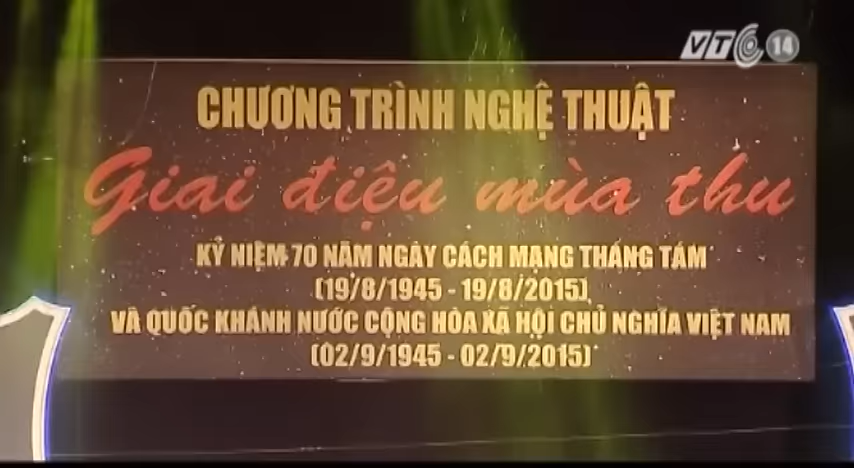 VTC 14
CHƯƠNG TRÌNH NGHỆ THUẬT
Giai điệu mùa thu
KỶ NIỆM 70 NĂM NGÀY CÁCH MẠNG THÁNG TÁM
(19/8/1945 - 19/8/2015)
VÀ QUỐC KHÁNH NƯỚC CỘNG HÒA XÃ HỘI CHỦ NGHĨA VIỆT NAM
(02/9/1945 - 02/9/2015)